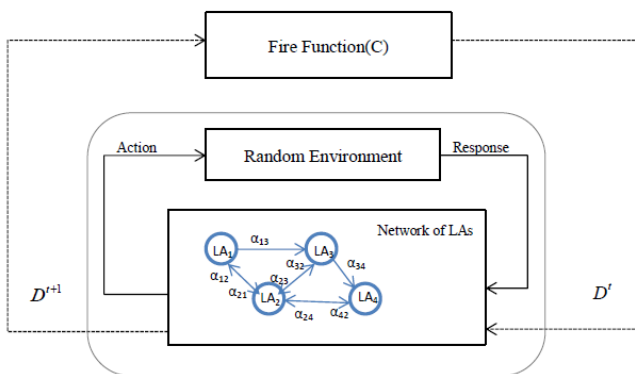 Fire Function(C)
Action
Random Environment
Response
Network of LAs
LA1
α13
LA3
α12
α32
α23
α34
α21
LA2
α24
α42
LA4
D^{t+1}
D^t